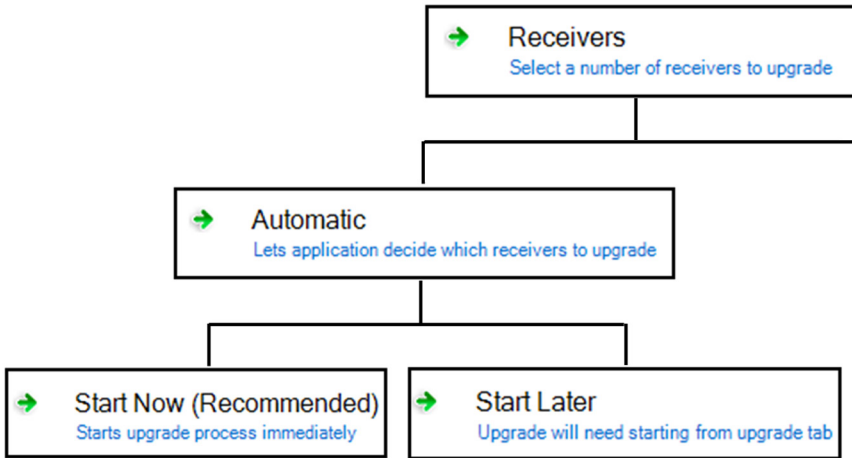 Receivers
Select a number of receivers to upgrade
Automatic
Lets application decide which receivers to upgrade
Start Now (Recommended)
Starts upgrade process immediately
Start Later
Upgrade will need starting from upgrade tab